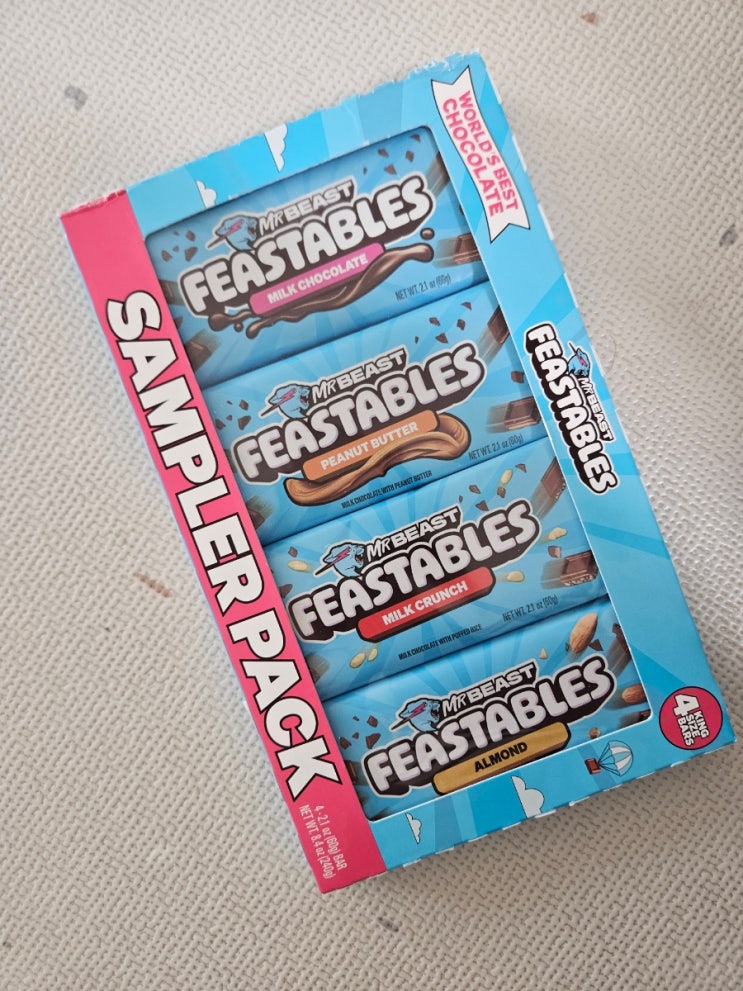 WORLD'S BEST
CHOCOLATE
MR BEAST
FEASTABLES
MILK CHOCOLATE
NET WT. 2.1 oz (60g)
MR BEAST
FEASTABLES
PEANUT BUTTER
MILK CHOCOLATE WITH PEANUT BUTTER
NET WT. 2.1 oz (60g)
MR BEAST
FEASTABLES
MILK CRUNCH
MILK CHOCOLATE WITH PUFFED RICE
NET WT. 2.1 oz (60g)
MR BEAST
FEASTABLES
ALMOND
SAMPLER PACK
4 - 2.1 oz (60g) BAR
NET WT. 8.4 oz (240g)
MR BEAST
FEASTABLES
4 KING
SIZE
BARS